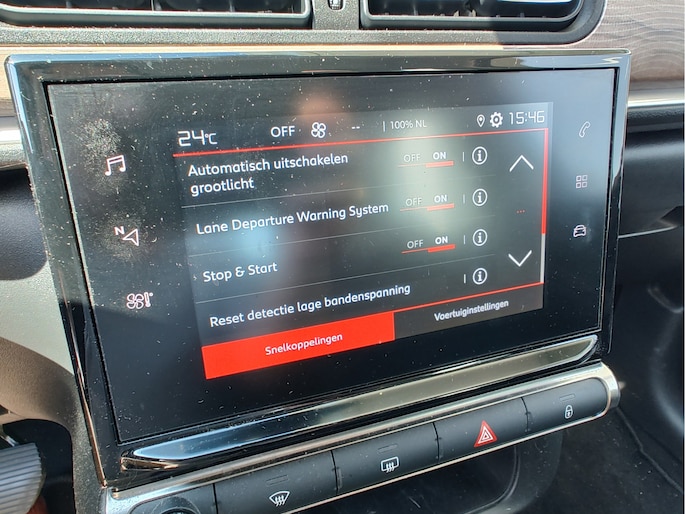 24°C OFF -- 100% NL 15:46
Automatisch uitschakelen
grootlicht
OFF ON
Lane Departure Warning System OFF ON
Stop & Start OFF ON
Reset detectie lage bandenspanning
Snelkoppelingen Voertuiginstellingen
N